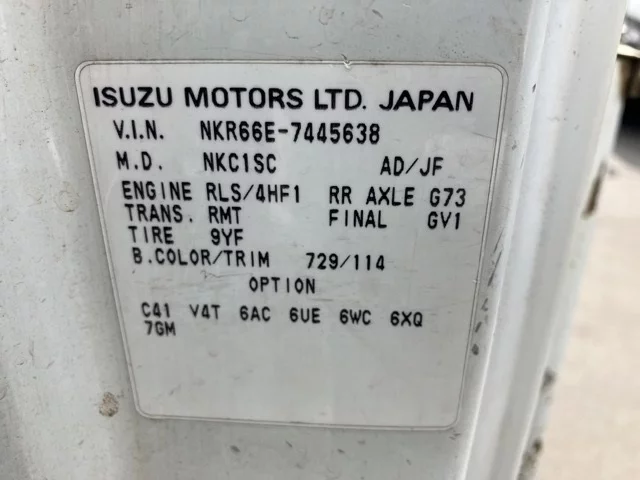 ISUZU MOTORS LTD. JAPAN
V.I.N. NKR66E-7445638
M.D. NKC1SC AD/JF
ENGINE RLS/4HF1 RR AXLE G73
TRANS. RMT FINAL GV1
TIRE 9YF
B.COLOR/TRIM 729/114
OPTION
C41 V4T 6AC 6UE 6WC 6XQ
7GM